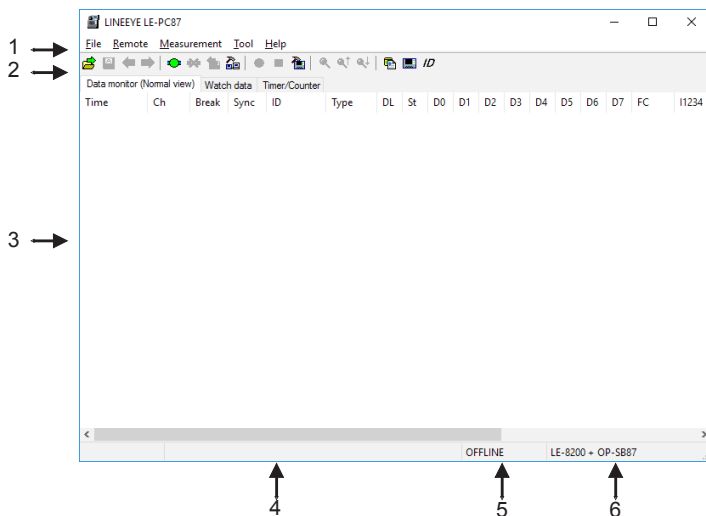 LINEEYE LE-PC87
1
File Remote Measurement Tool Help
2
ID
Data monitor (Normal view) Watch data Timer/Counter
Time Ch Break Sync ID Type DL St D0 D1 D2 D3 D4 D5 D6 D7 FC I1234
3
OFFLINE LE-8200 + OP-SB87
4 5 6